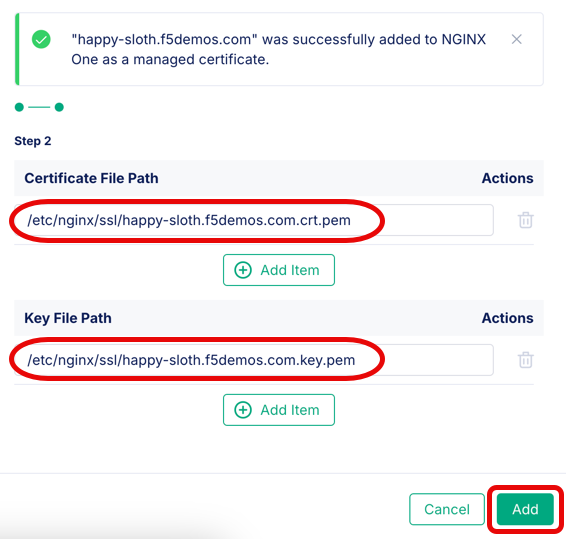 "happy-sloth.f5demos.com" was successfully added to NGINX
One as a managed certificate.
Step 2
Certificate File Path Actions
/etc/nginx/ssl/happy-sloth.f5demos.com.crt.pem
Add Item
Key File Path Actions
/etc/nginx/ssl/happy-sloth.f5demos.com.key.pem
Add Item
Cancel Add